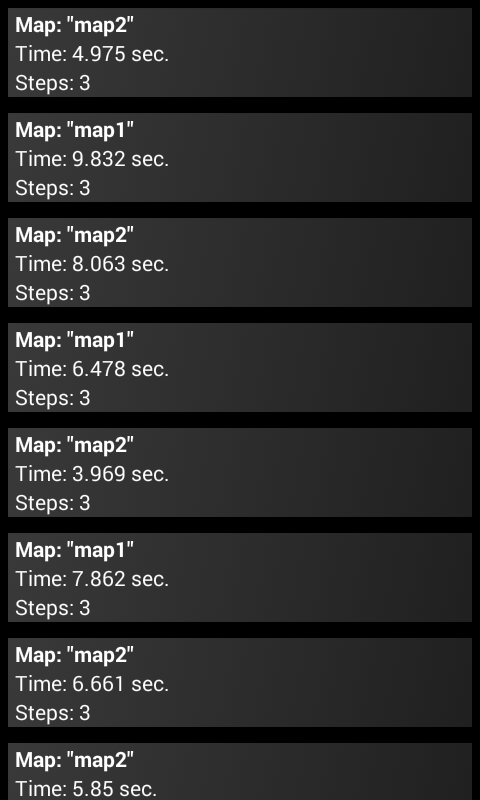 Map: "map2"
Time: 4.975 sec.
Steps: 3
Map: "map1"
Time: 9.832 sec.
Steps: 3
Map: "map2"
Time: 8.063 sec.
Steps: 3
Map: "map1"
Time: 6.478 sec.
Steps: 3
Map: "map2"
Time: 3.969 sec.
Steps: 3
Map: "map1"
Time: 7.862 sec.
Steps: 3
Map: "map2"
Time: 6.661 sec.
Steps: 3
Map: "map2"
Time: 5.85 sec.